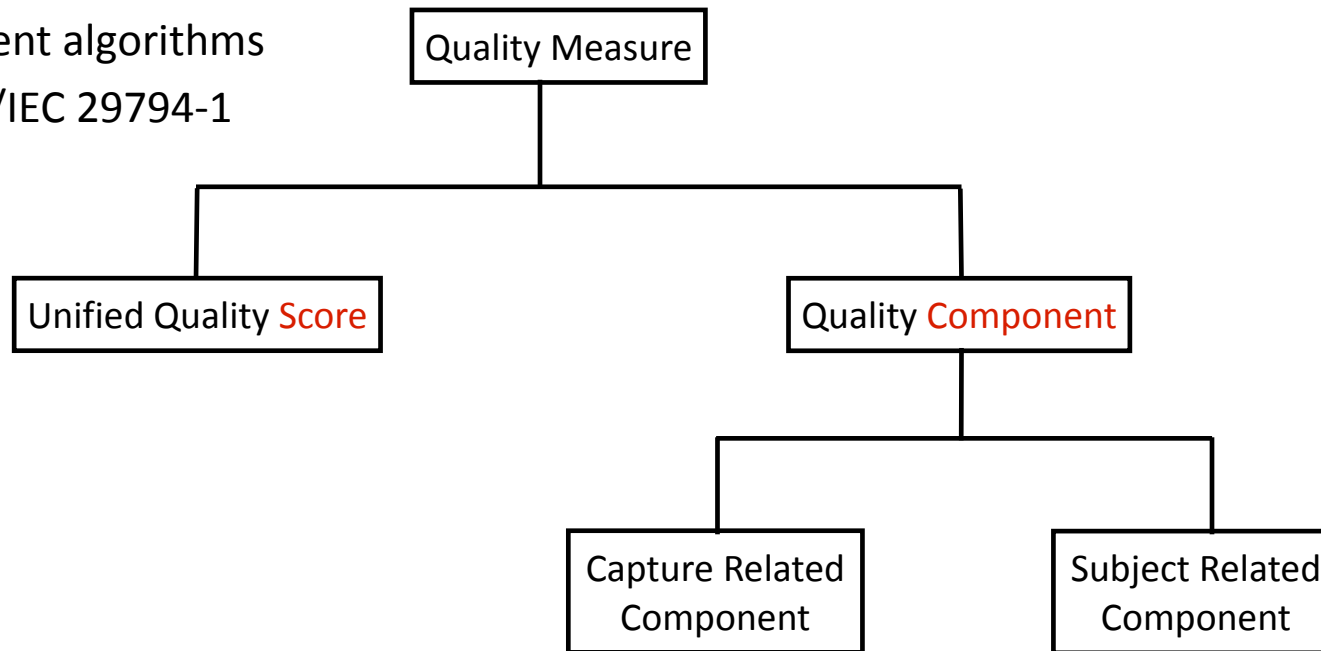 ent algorithms
/IEC 29794-1
Quality Measure
Unified Quality Score
Quality Component
Capture Related
Component
Subject Related
Component